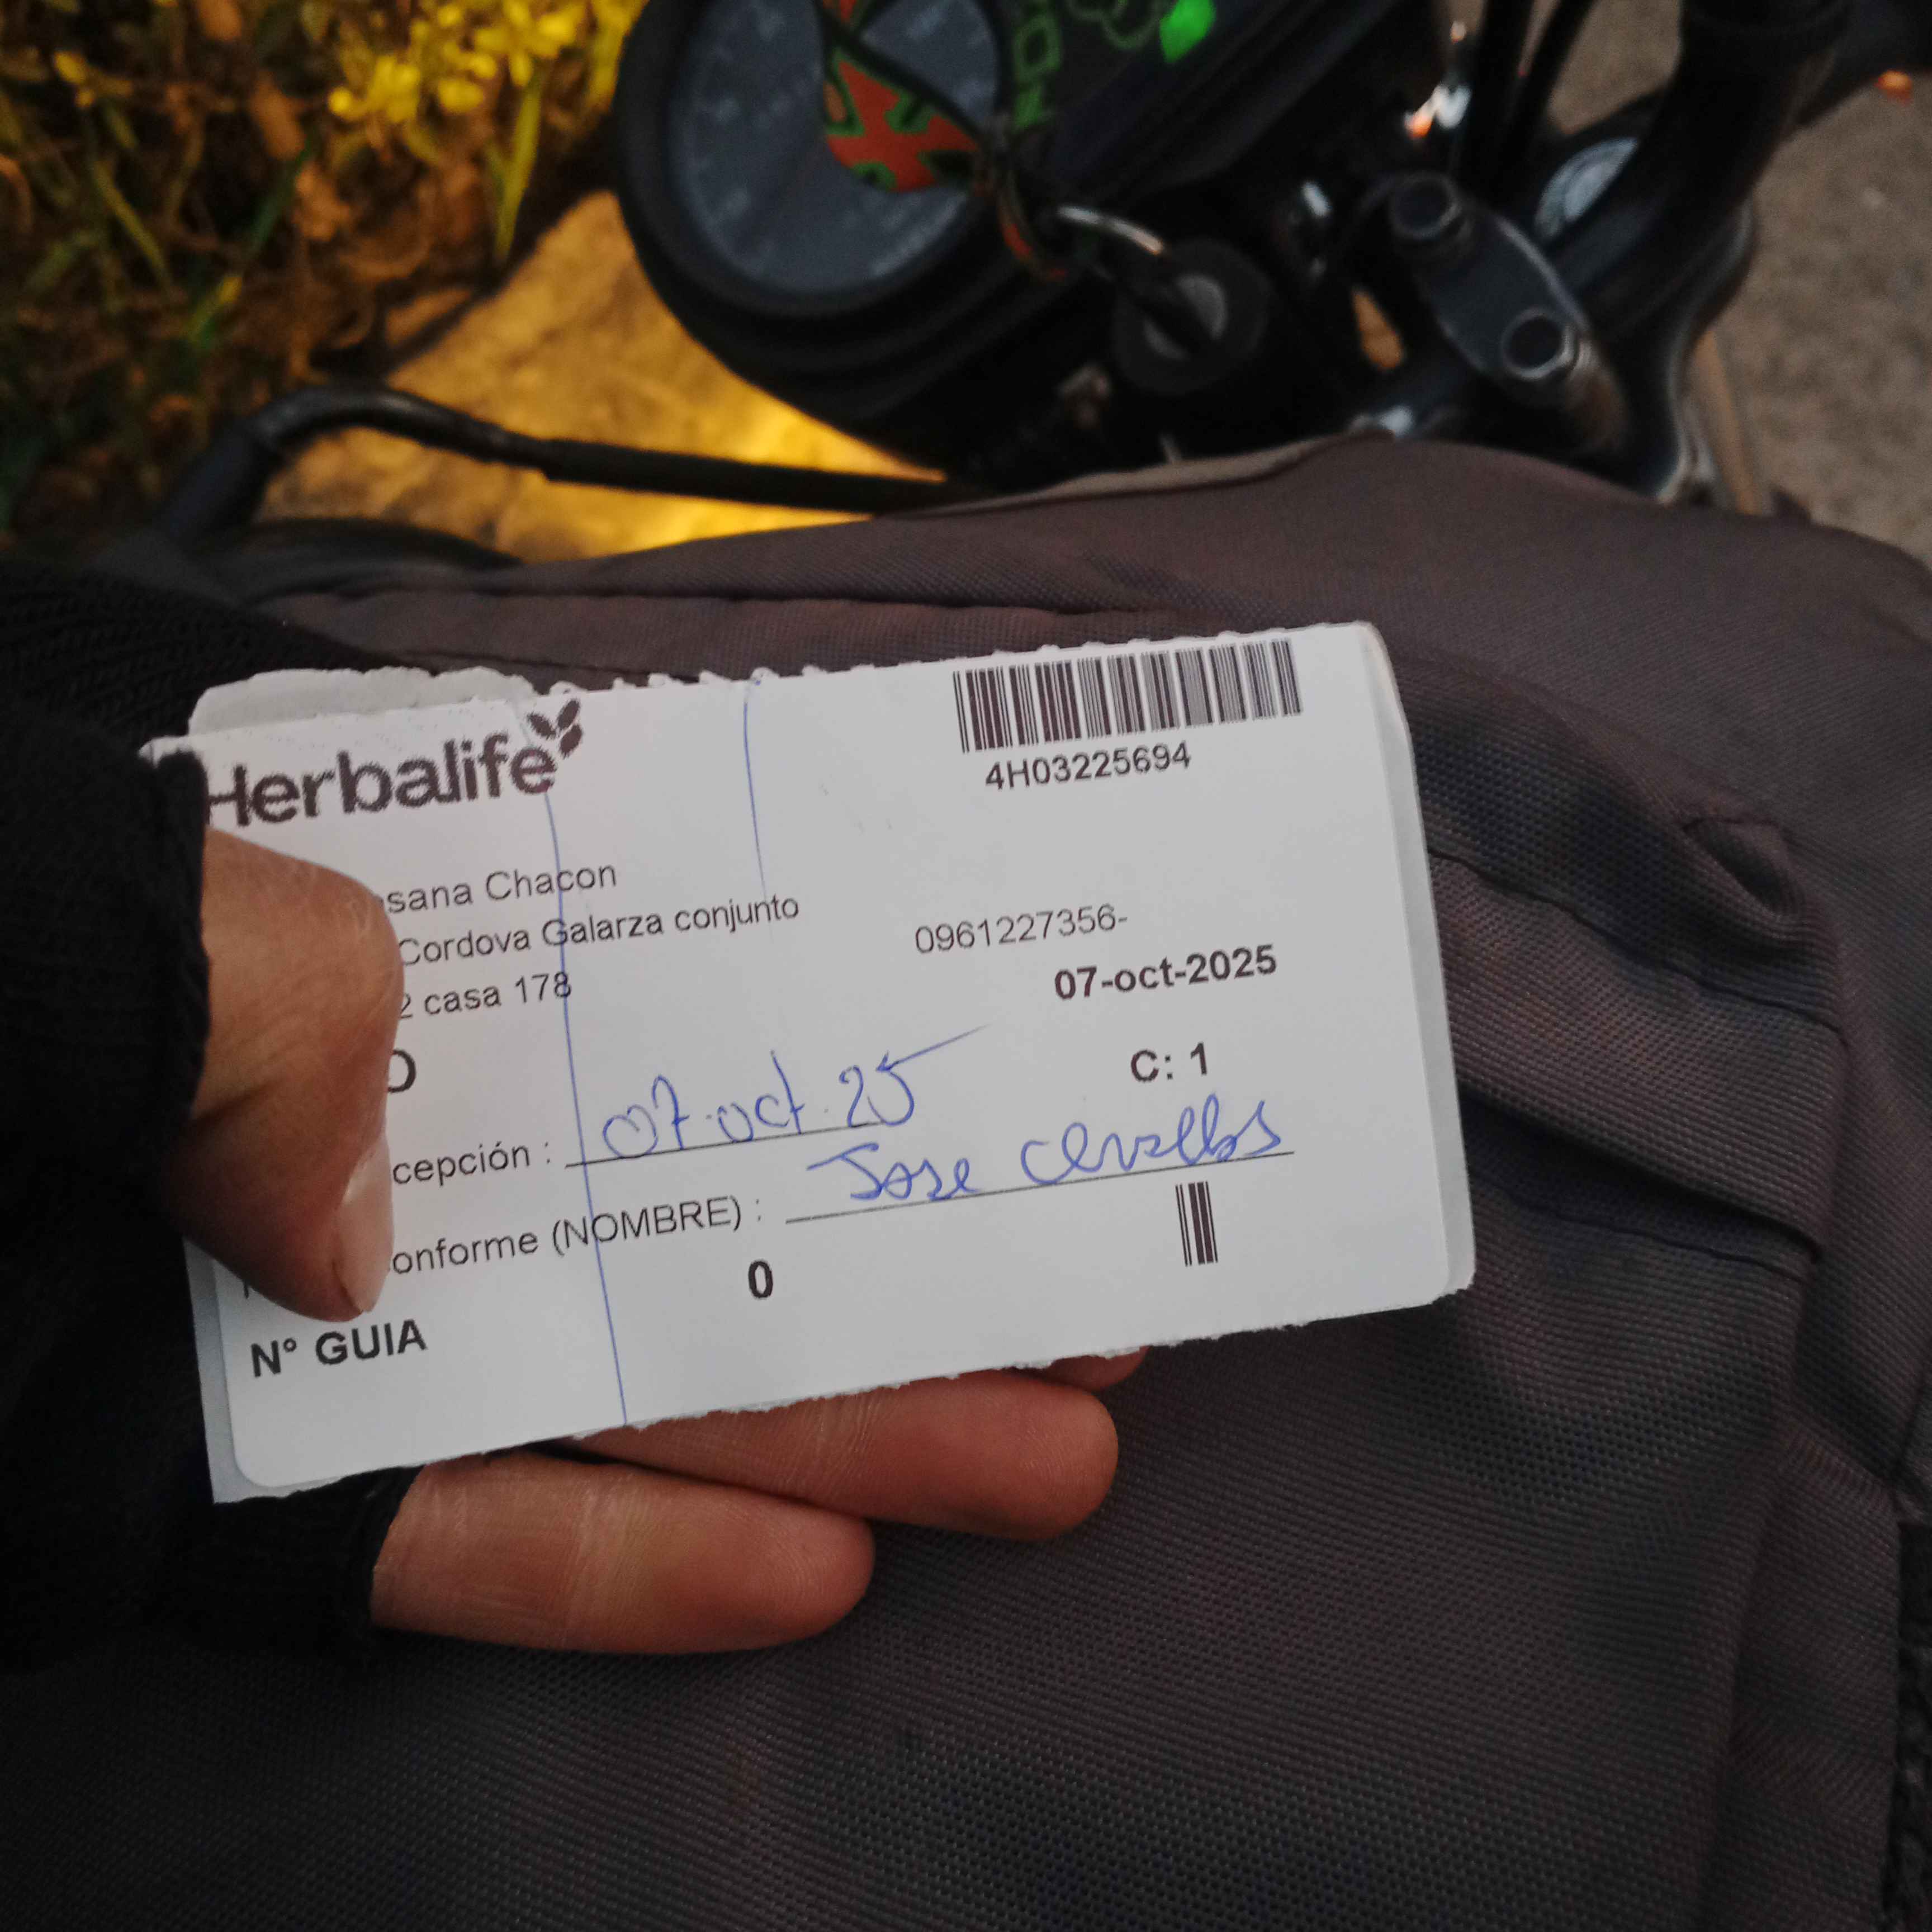 Herbalife
4H03225694
sana Chacon
Cordova Galarza conjunto
0961227356-
2 casa 178
07-oct-2025
O
C: 1
cepción : 07.oct.25
onforme (NOMBRE) : Jose Cevallos
N° GUIA 0